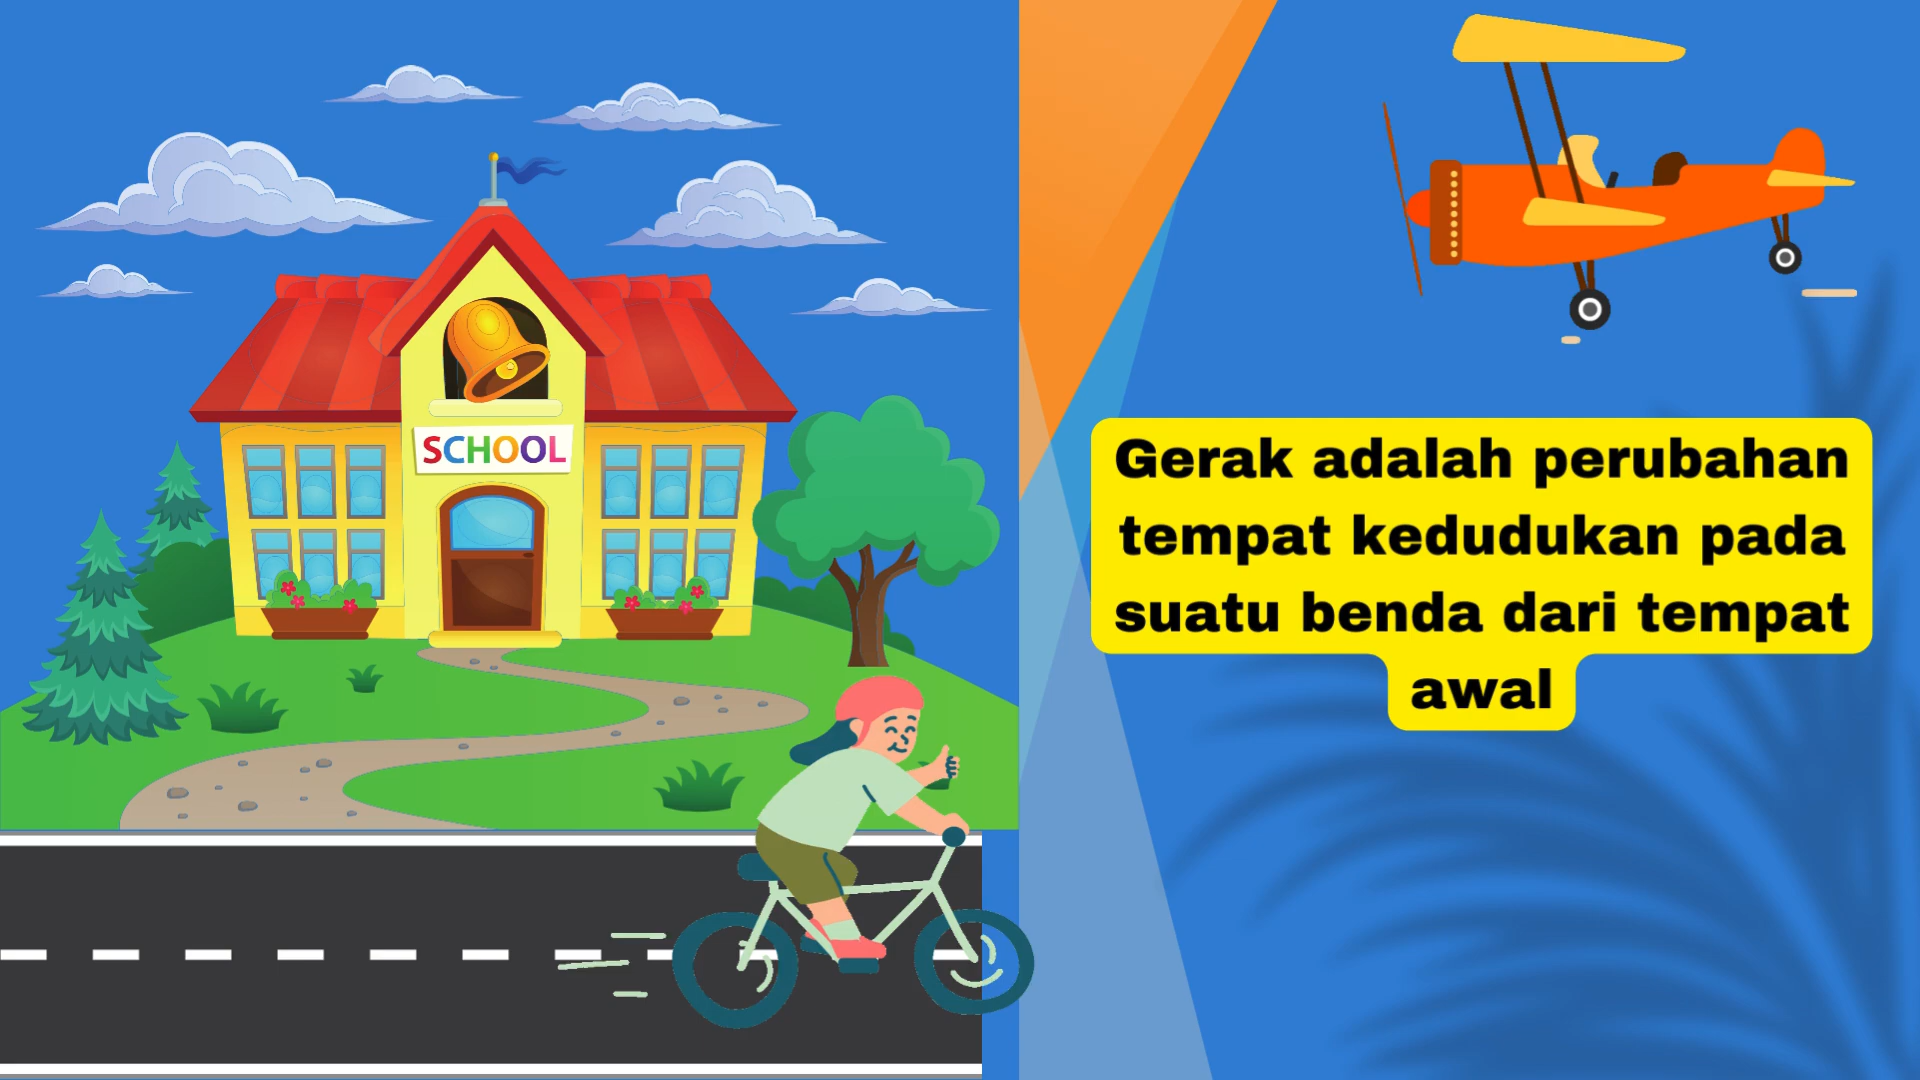 SCHOOL
Gerak adalah perubahan
tempat kedudukan pada
suatu benda dari tempat
awal